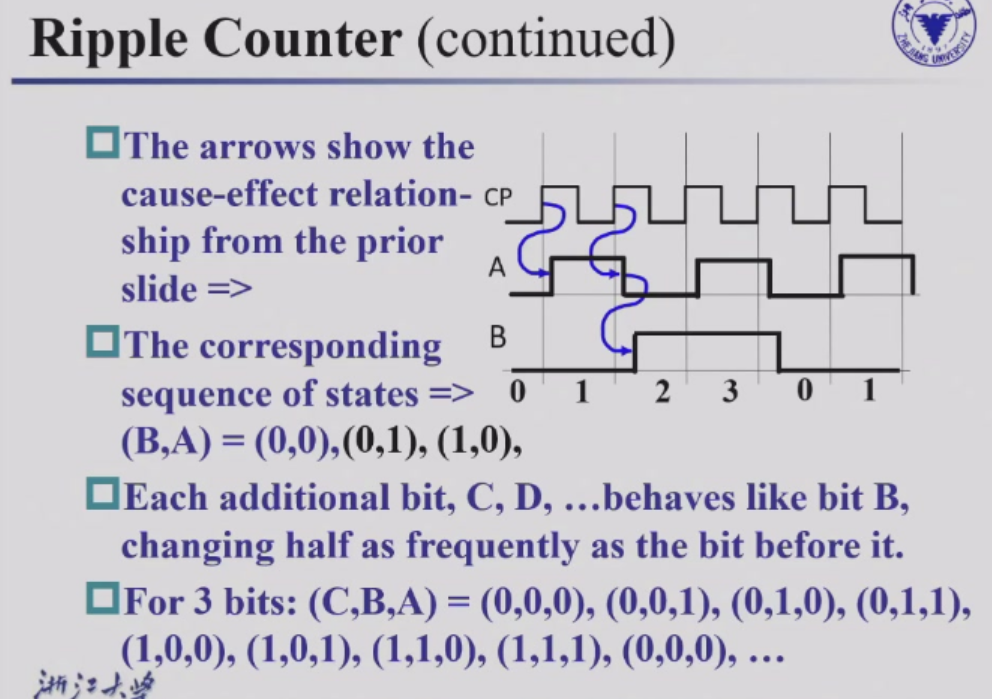 Ripple Counter (continued)
ZHEJIANG UNIVERSITY
1897
The arrows show the
cause-effect relation-
ship from the prior
slide =>
CP
A
B
0 1 2 3 0 1
The corresponding
sequence of states =>
(B,A) = (0,0),(0,1), (1,0),
Each additional bit, C, D, …behaves like bit B,
changing half as frequently as the bit before it.
For 3 bits: (C,B,A) = (0,0,0), (0,0,1), (0,1,0), (0,1,1),
(1,0,0), (1,0,1), (1,1,0), (1,1,1), (0,0,0), …
浙江大学